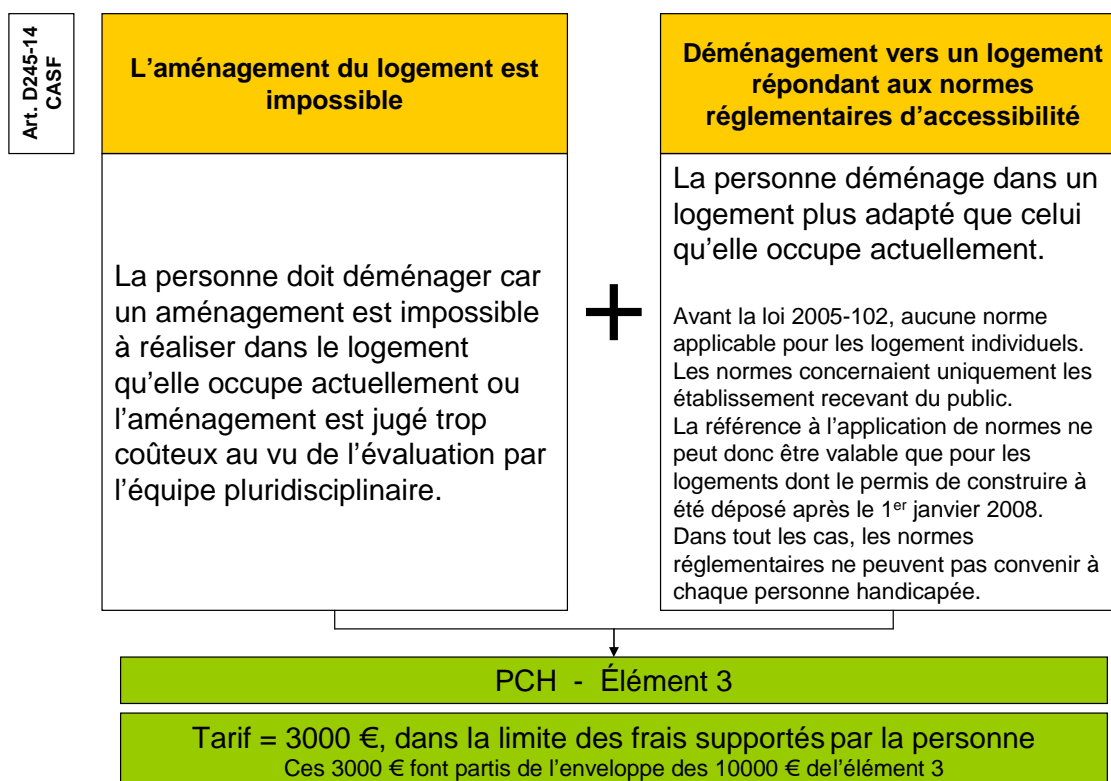 Art. D245-14
CASF
L'aménagement du logement est
impossible
La personne doit déménager car
un aménagement est impossible
à réaliser dans le logement
qu'elle occupe actuellement ou
l'aménagement est jugé trop
coûteux au vu de l'évaluation par
l'équipe pluridisciplinaire.
+
Déménagement vers un logement
répondant aux normes
réglementaires d'accessibilité
La personne déménage dans un
logement plus adapté que celui
qu'elle occupe actuellement.
Avant la loi 2005-102, aucune norme
applicable pour les logement individuels.
Les normes concernaient uniquement les
établissement recevant du public.
La référence à l'application de normes ne
peut donc être valable que pour les
logements dont le permis de construire à
été déposé après le 1er janvier 2008.
Dans tout les cas, les normes
réglementaires ne peuvent pas convenir à
chaque personne handicapée.
PCH - Élément 3
Tarif = 3000 €, dans la limite des frais supportés par la personne
Ces 3000 € font partis de l'enveloppe des 10000 € del'élément 3